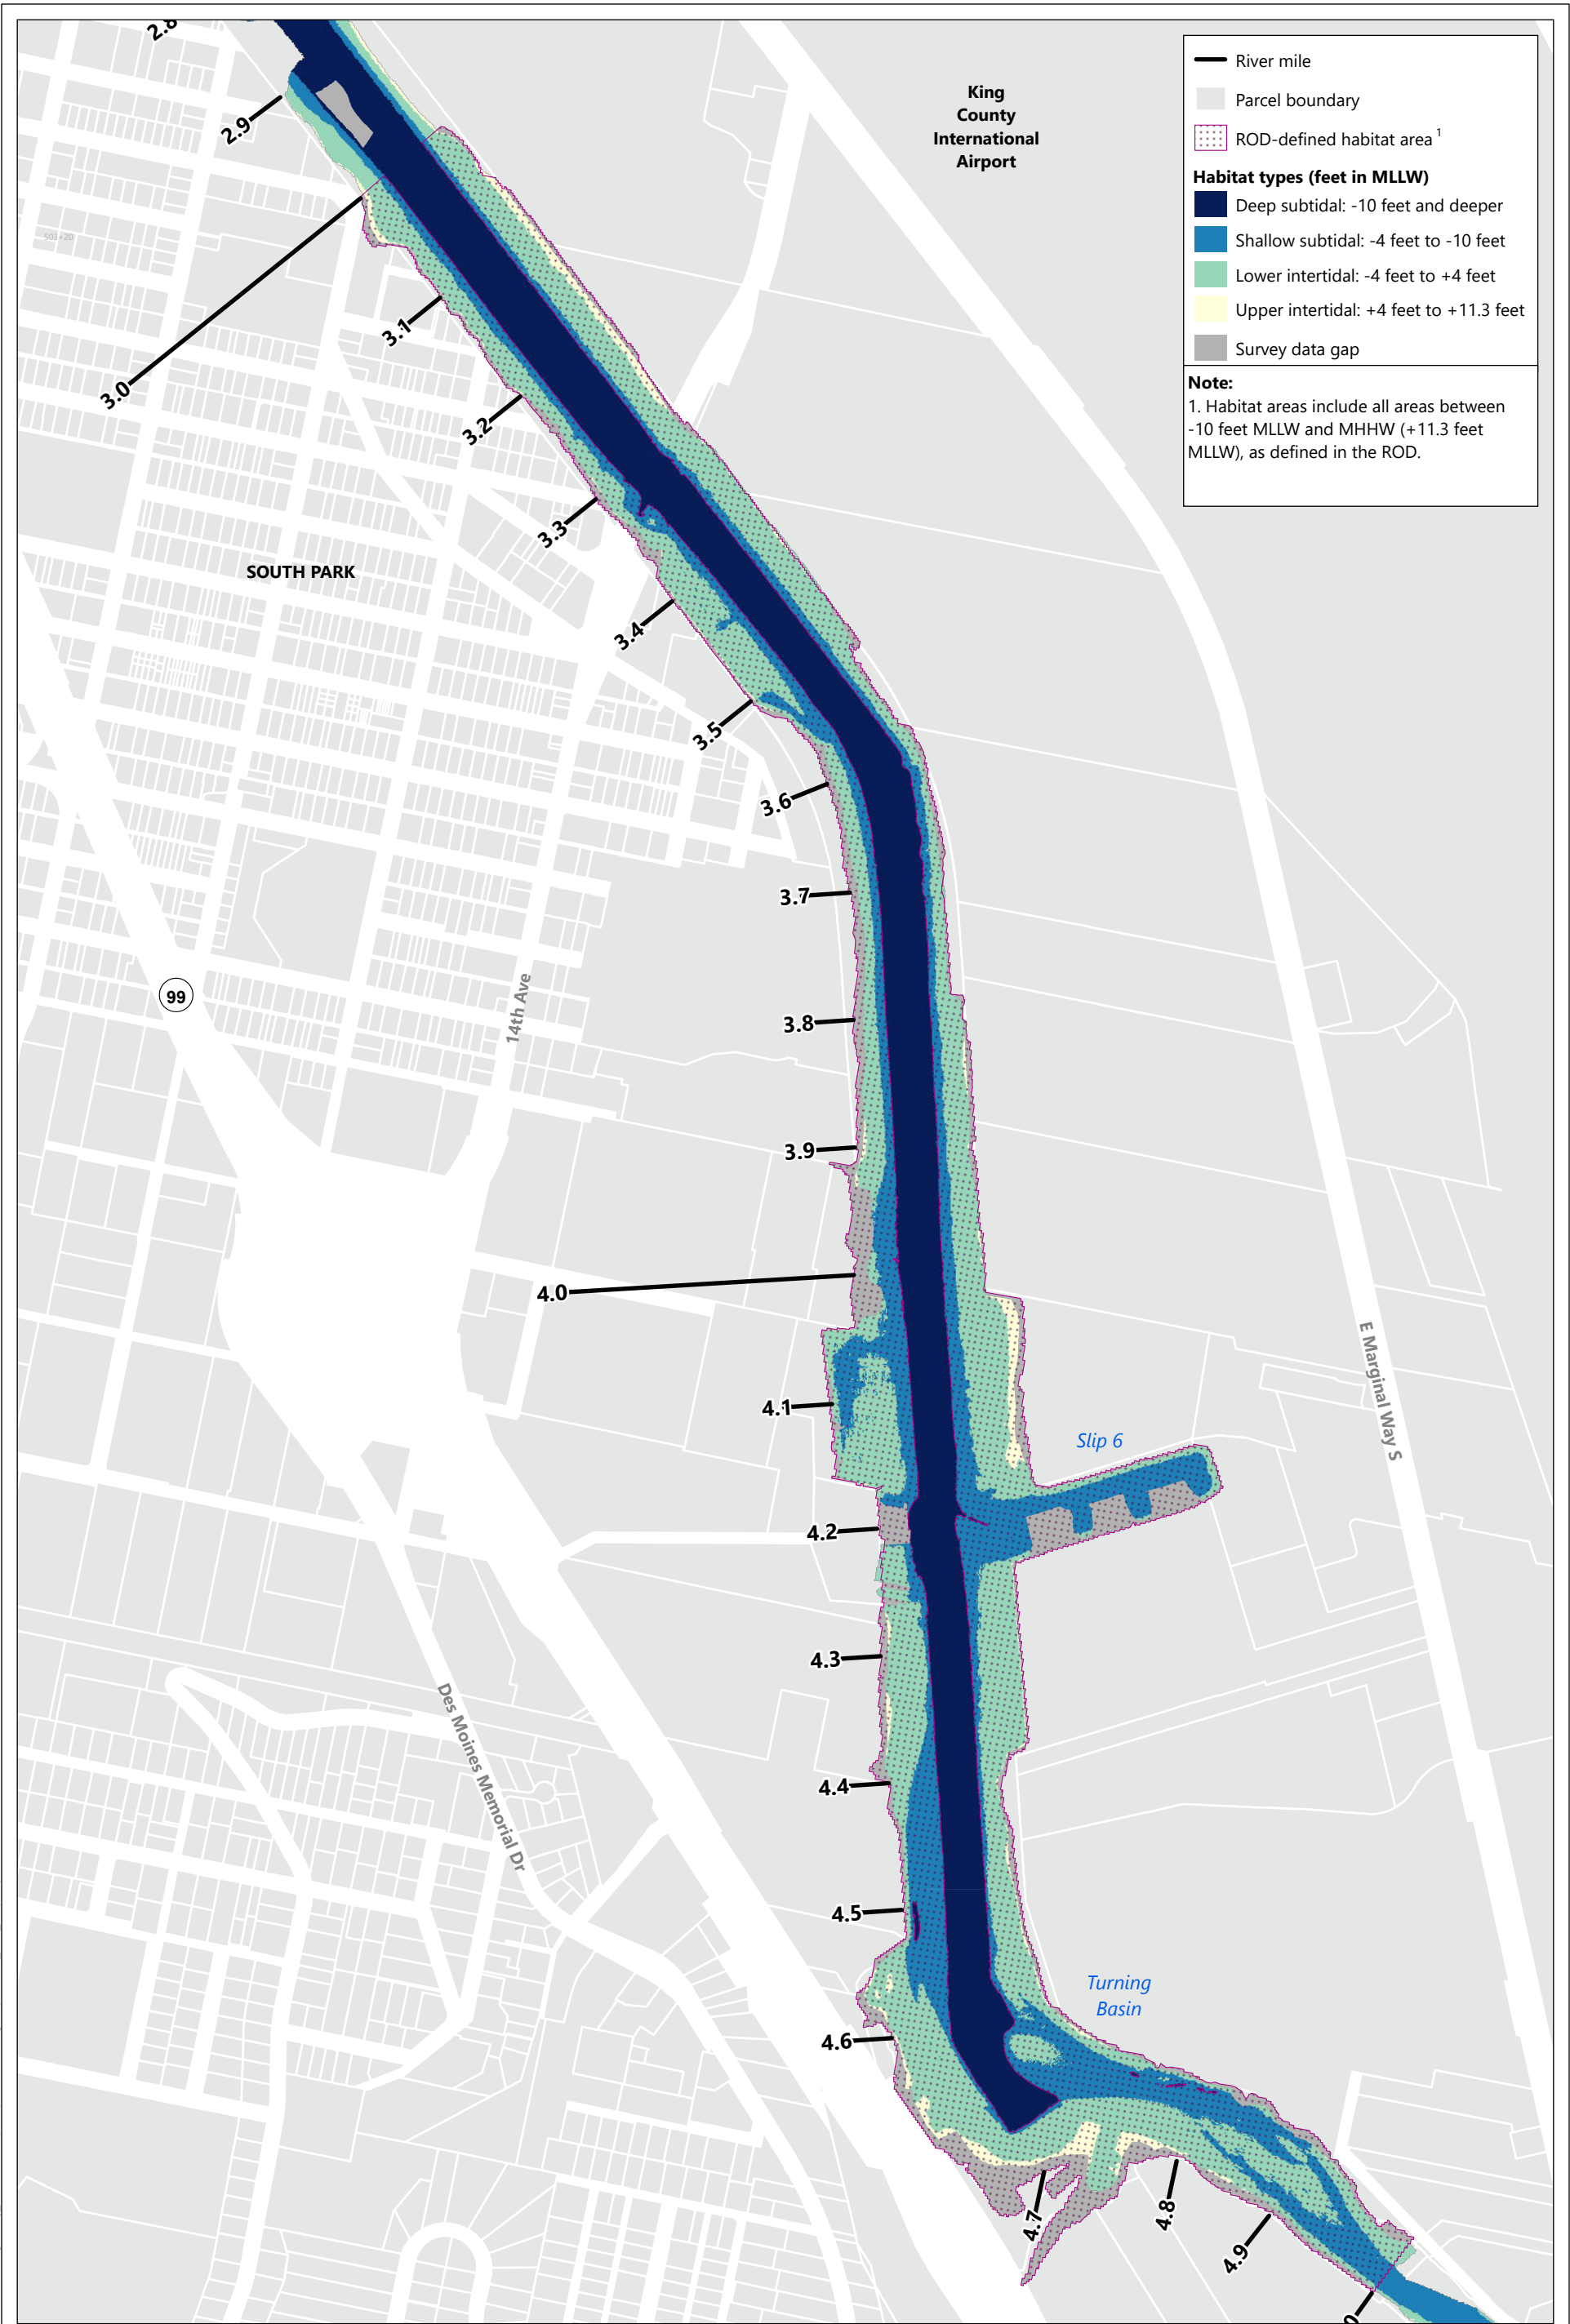 2.8
2.9
3.0
3.1
3.2
3.3
3.4
3.5
3.6
3.7
3.8
3.9
4.0
4.1
4.2
4.3
4.4
4.5
4.6
4.7
4.8
4.9
0
503+20
SOUTH PARK
99
14th Ave
Des Moines Memorial Dr
E Marginal Way S
Slip 6
Turning
Basin
King
County
International
Airport
River mile
Parcel boundary
ROD-defined habitat area 1
Habitat types (feet in MLLW)
Deep subtidal: -10 feet and deeper
Shallow subtidal: -4 feet to -10 feet
Lower intertidal: -4 feet to +4 feet
Upper intertidal: +4 feet to +11.3 feet
Survey data gap
Note:
1. Habitat areas include all areas between
-10 feet MLLW and MHHW (+11.3 feet
MLLW), as defined in the ROD.